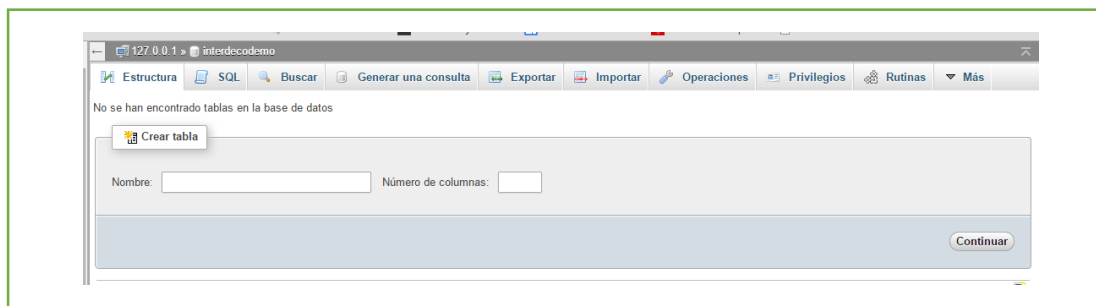 127.0.0.1 » interdecodemo
Estructura SQL Buscar Generar una consulta Exportar Importar Operaciones Privilegios Rutinas Más
No se han encontrado tablas en la base de datos
Crear tabla
Nombre: Número de columnas:
Continuar